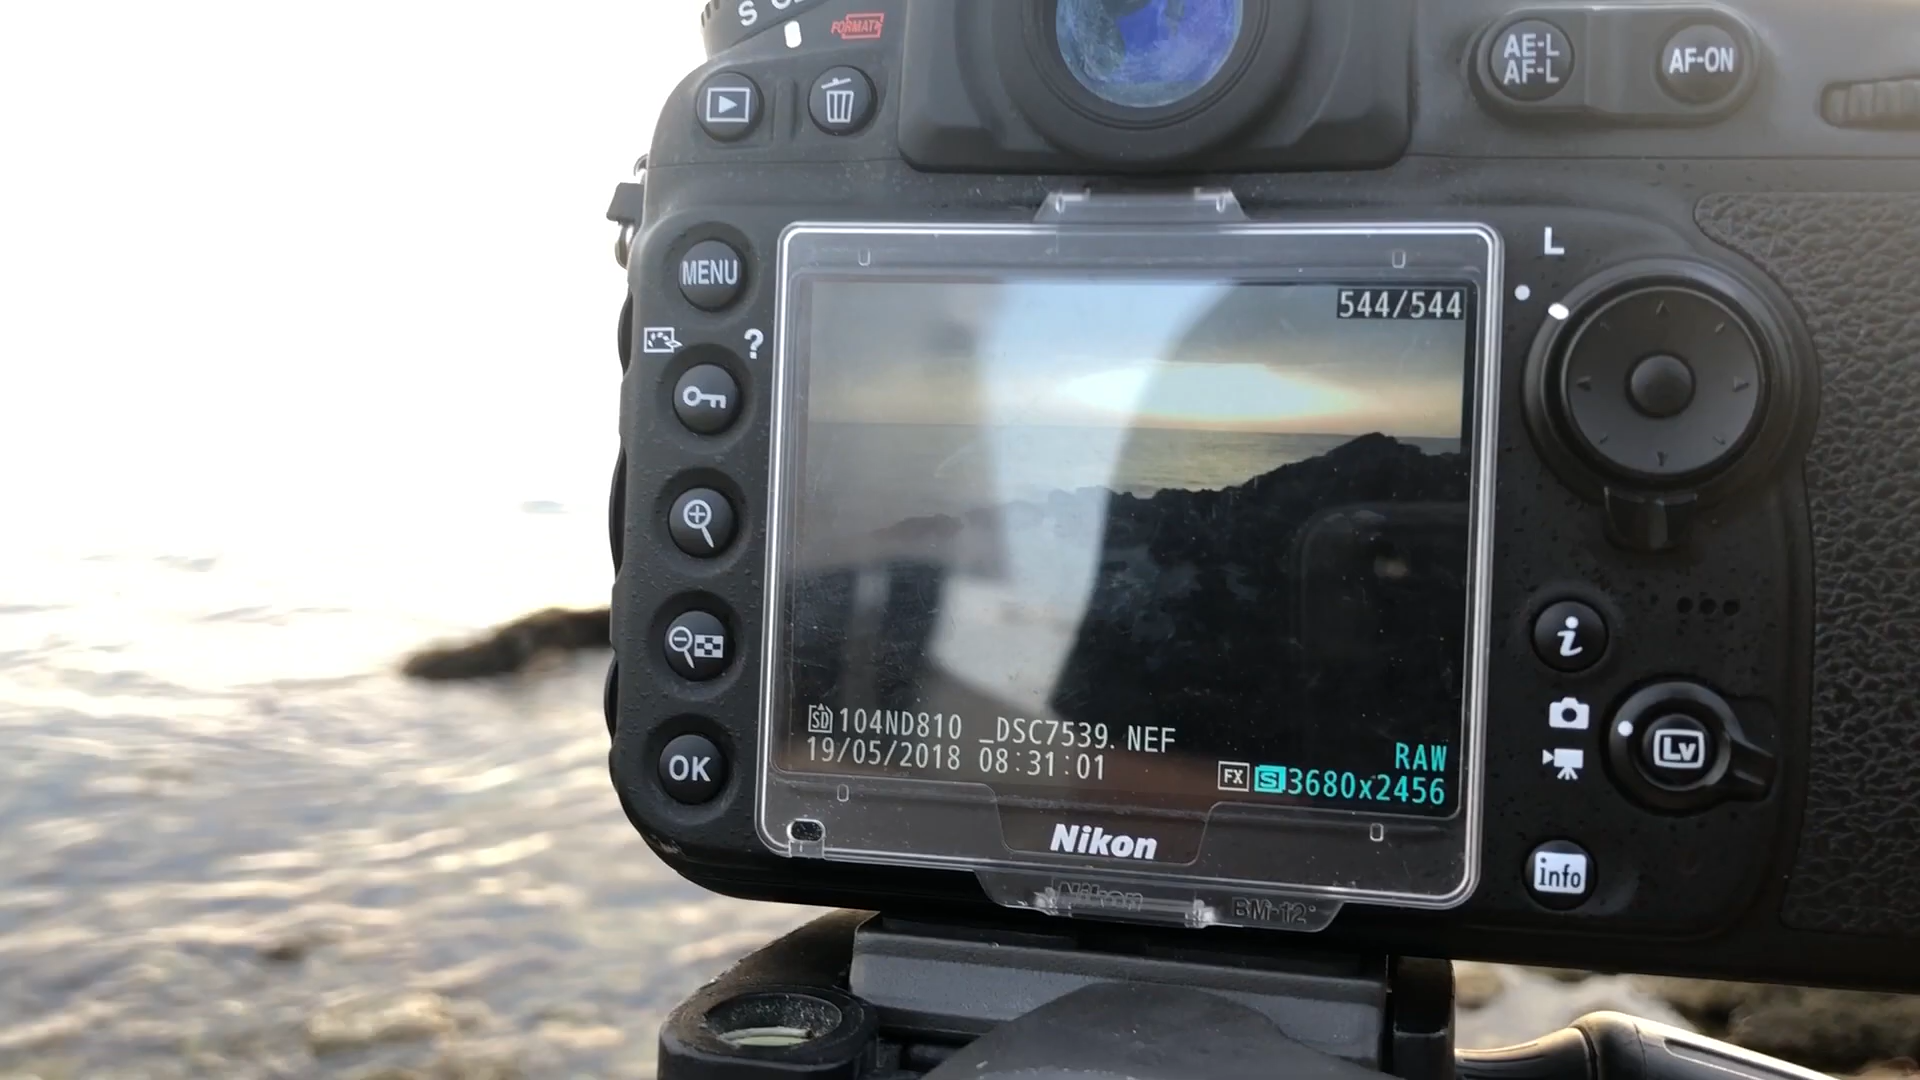 S
FORMAT
AE-L
AF-L
AF-ON
MENU
L
?
544/544
104ND810 _DSC7539.NEF
19/05/2018 08:31:01
RAW
FX S 3680x2456
OK
i
Lv
info
Nikon
Nikon
BM-12